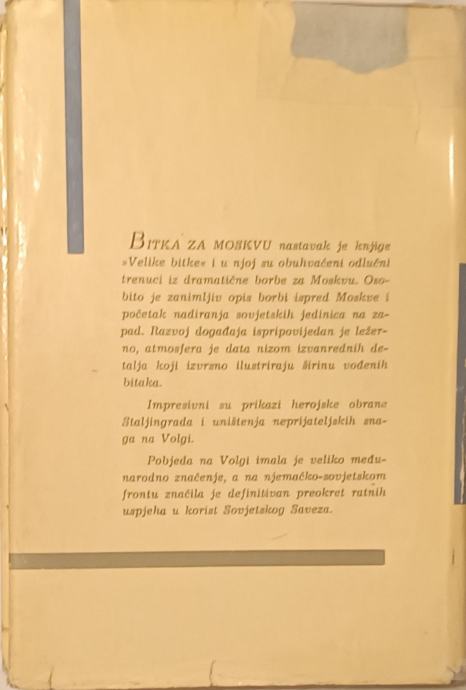 BITKA ZA MOSKVU nastavak je knjige
»Velike bitke« i u njoj su obuhvaćeni odlučni
trenuci iz dramatične borbe za Moskvu. Oso-
bito je zanimljiv opis borbi ispred Moskve i
početak nadiranja sovjetskih jedinica na za-
pad. Razvoj događaja ispripovijedan je ležer-
no, atmosfera je data nizom izvanrednih de-
talja koji izvrsno ilustriraju širinu vođenih
bitaka.
Impresivni su prikazi herojske obrane
Staljingrada i uništenja neprijateljskih sna-
ga na Volgi.
Pobjeda na Volgi imala je veliko među-
narodno značenje, a na njemačko-sovjetskom
frontu značila je definitivan preokret ratnih
uspjeha u korist Sovjetskog Saveza.